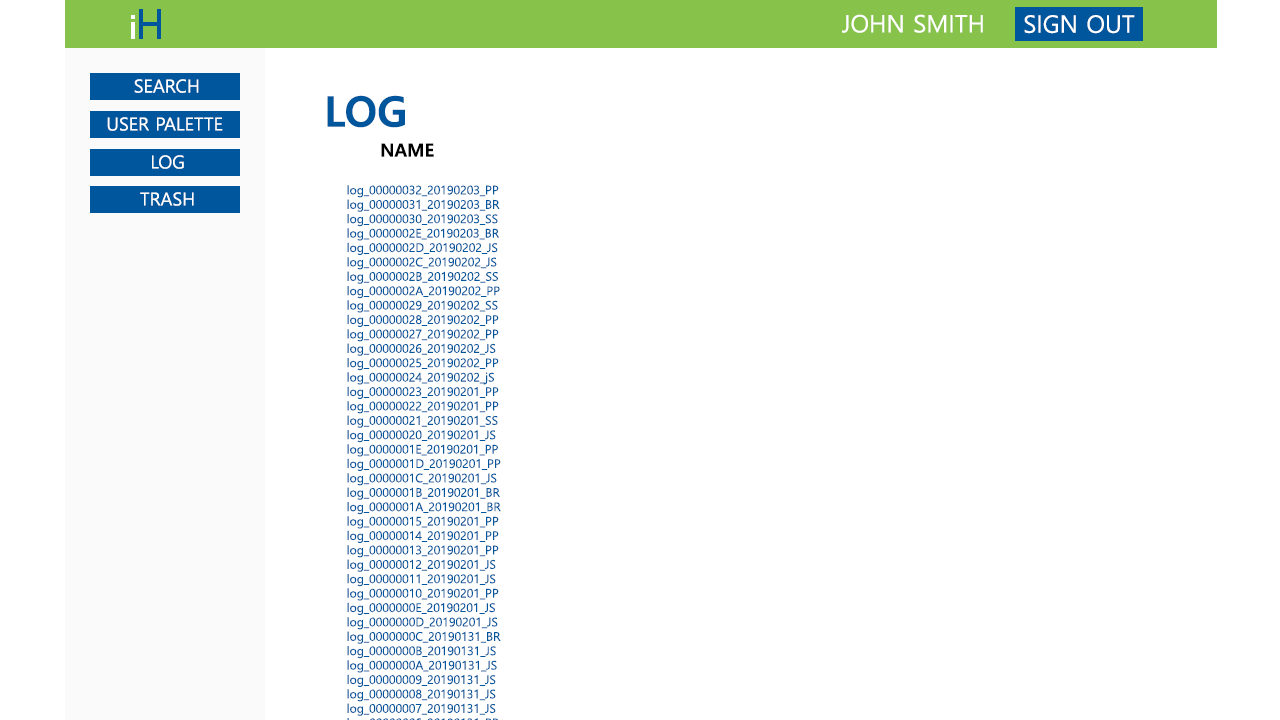 iH
JOHN SMITH
SIGN OUT
SEARCH
USER PALETTE
LOG
TRASH
LOG
NAME
log_00000032_20190203_PP
log_00000031_20190203_BR
log_00000030_20190203_SS
log_0000002E_20190203_BR
log_0000002D_20190202_JS
log_0000002C_20190202_JS
log_0000002B_20190202_SS
log_0000002A_20190202_PP
log_00000029_20190202_SS
log_00000028_20190202_PP
log_00000027_20190202_PP
log_00000026_20190202_JS
log_00000025_20190202_PP
log_00000024_20190202_jS
log_00000023_20190201_PP
log_00000022_20190201_PP
log_00000021_20190201_SS
log_00000020_20190201_JS
log_0000001E_20190201_PP
log_0000001D_20190201_PP
log_0000001C_20190201_JS
log_0000001B_20190201_BR
log_0000001A_20190201_BR
log_00000015_20190201_PP
log_00000014_20190201_PP
log_00000013_20190201_PP
log_00000012_20190201_JS
log_00000011_20190201_JS
log_00000010_20190201_PP
log_0000000E_20190201_JS
log_0000000D_20190201_JS
log_0000000C_20190131_BR
log_0000000B_20190131_JS
log_0000000A_20190131_JS
log_00000009_20190131_JS
log_00000008_20190131_JS
log_00000007_20190131_JS